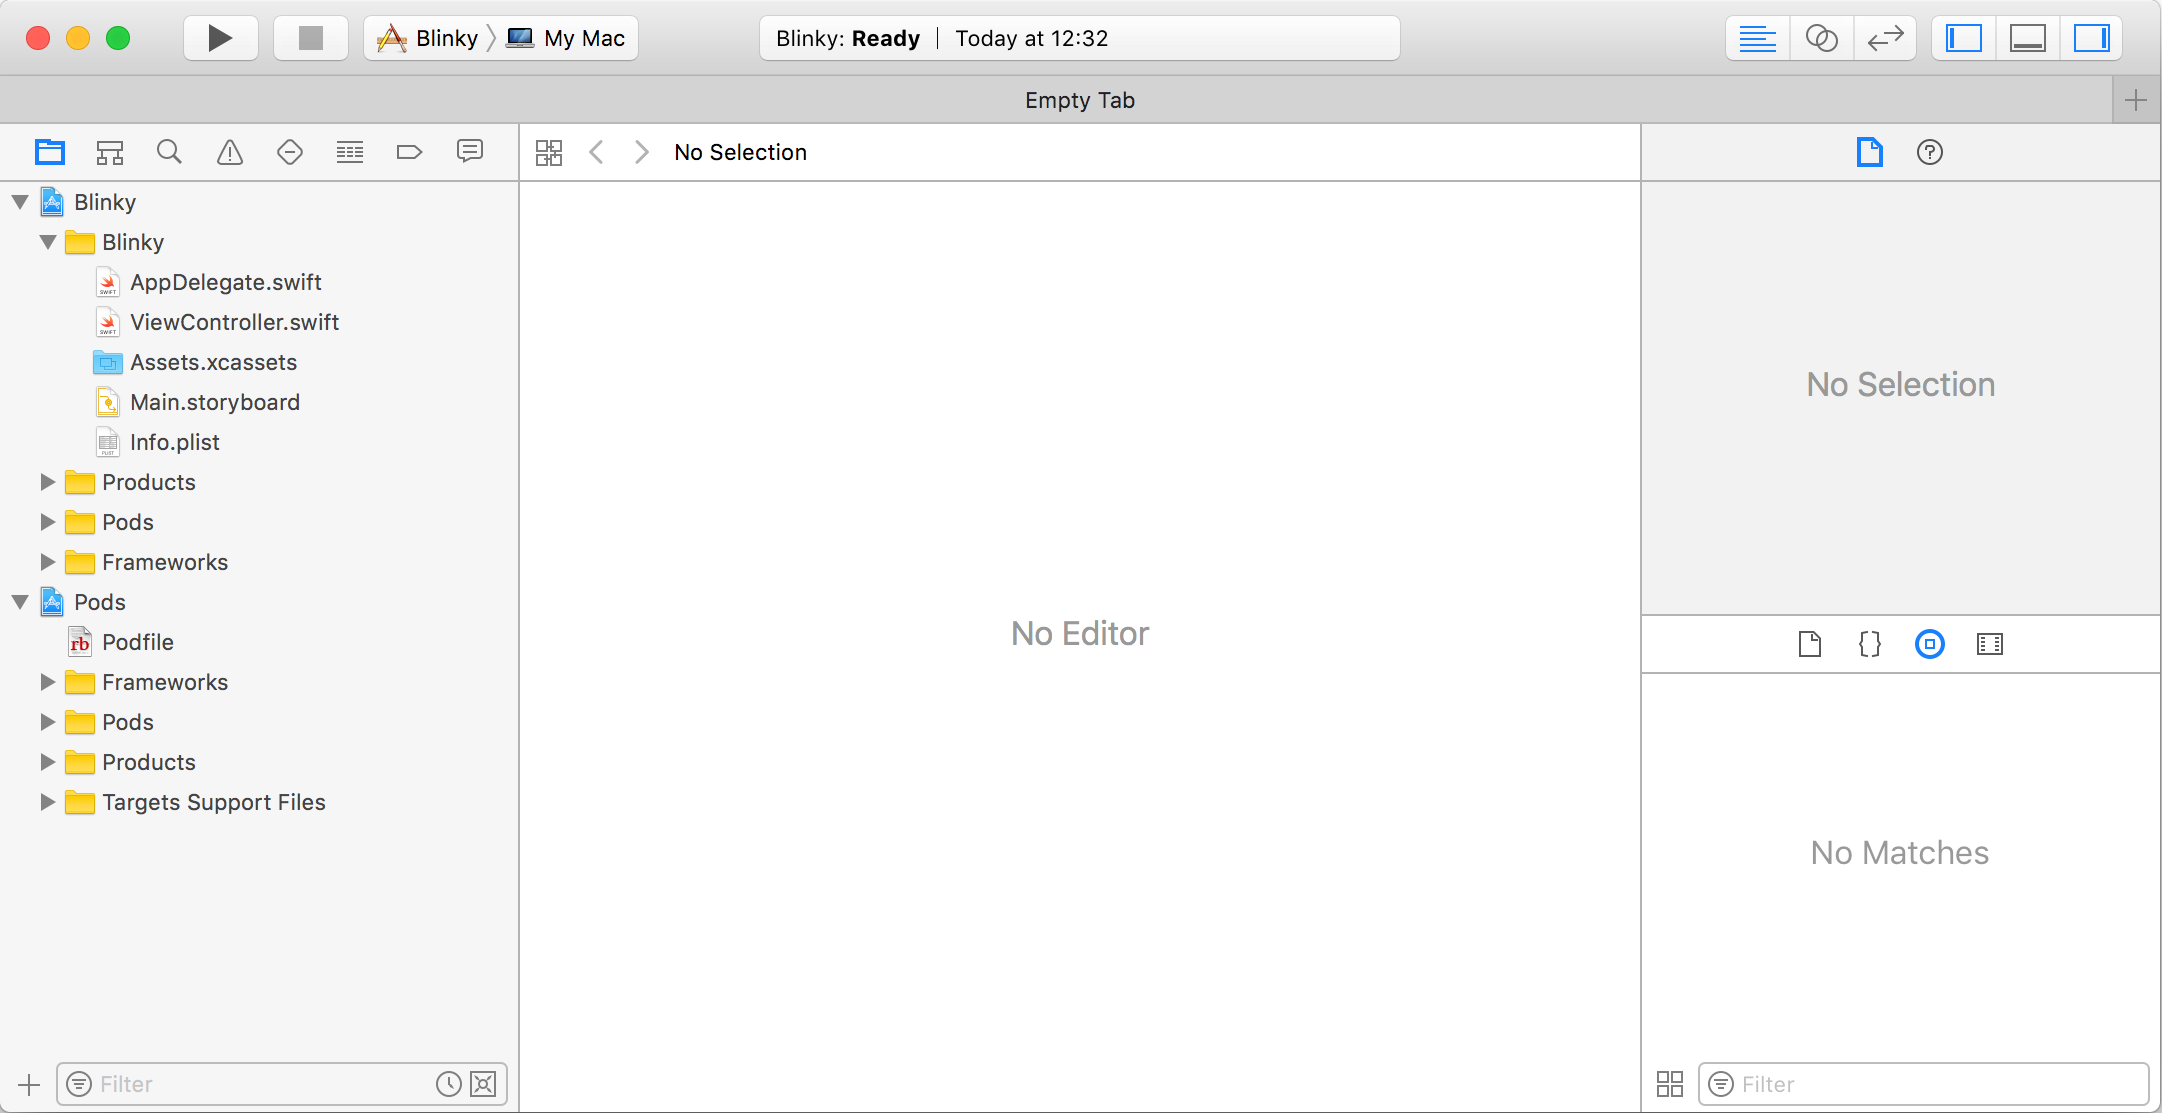 Blinky My Mac
Blinky: Ready Today at 12:32
Empty Tab
No Selection
Blinky
Blinky
AppDelegate.swift
ViewController.swift
Assets.xcassets
Main.storyboard
Info.plist
Products
Pods
Frameworks
Pods
rb Podfile
Frameworks
Pods
Products
Targets Support Files
Filter
No Editor
No Selection
No Matches
Filter